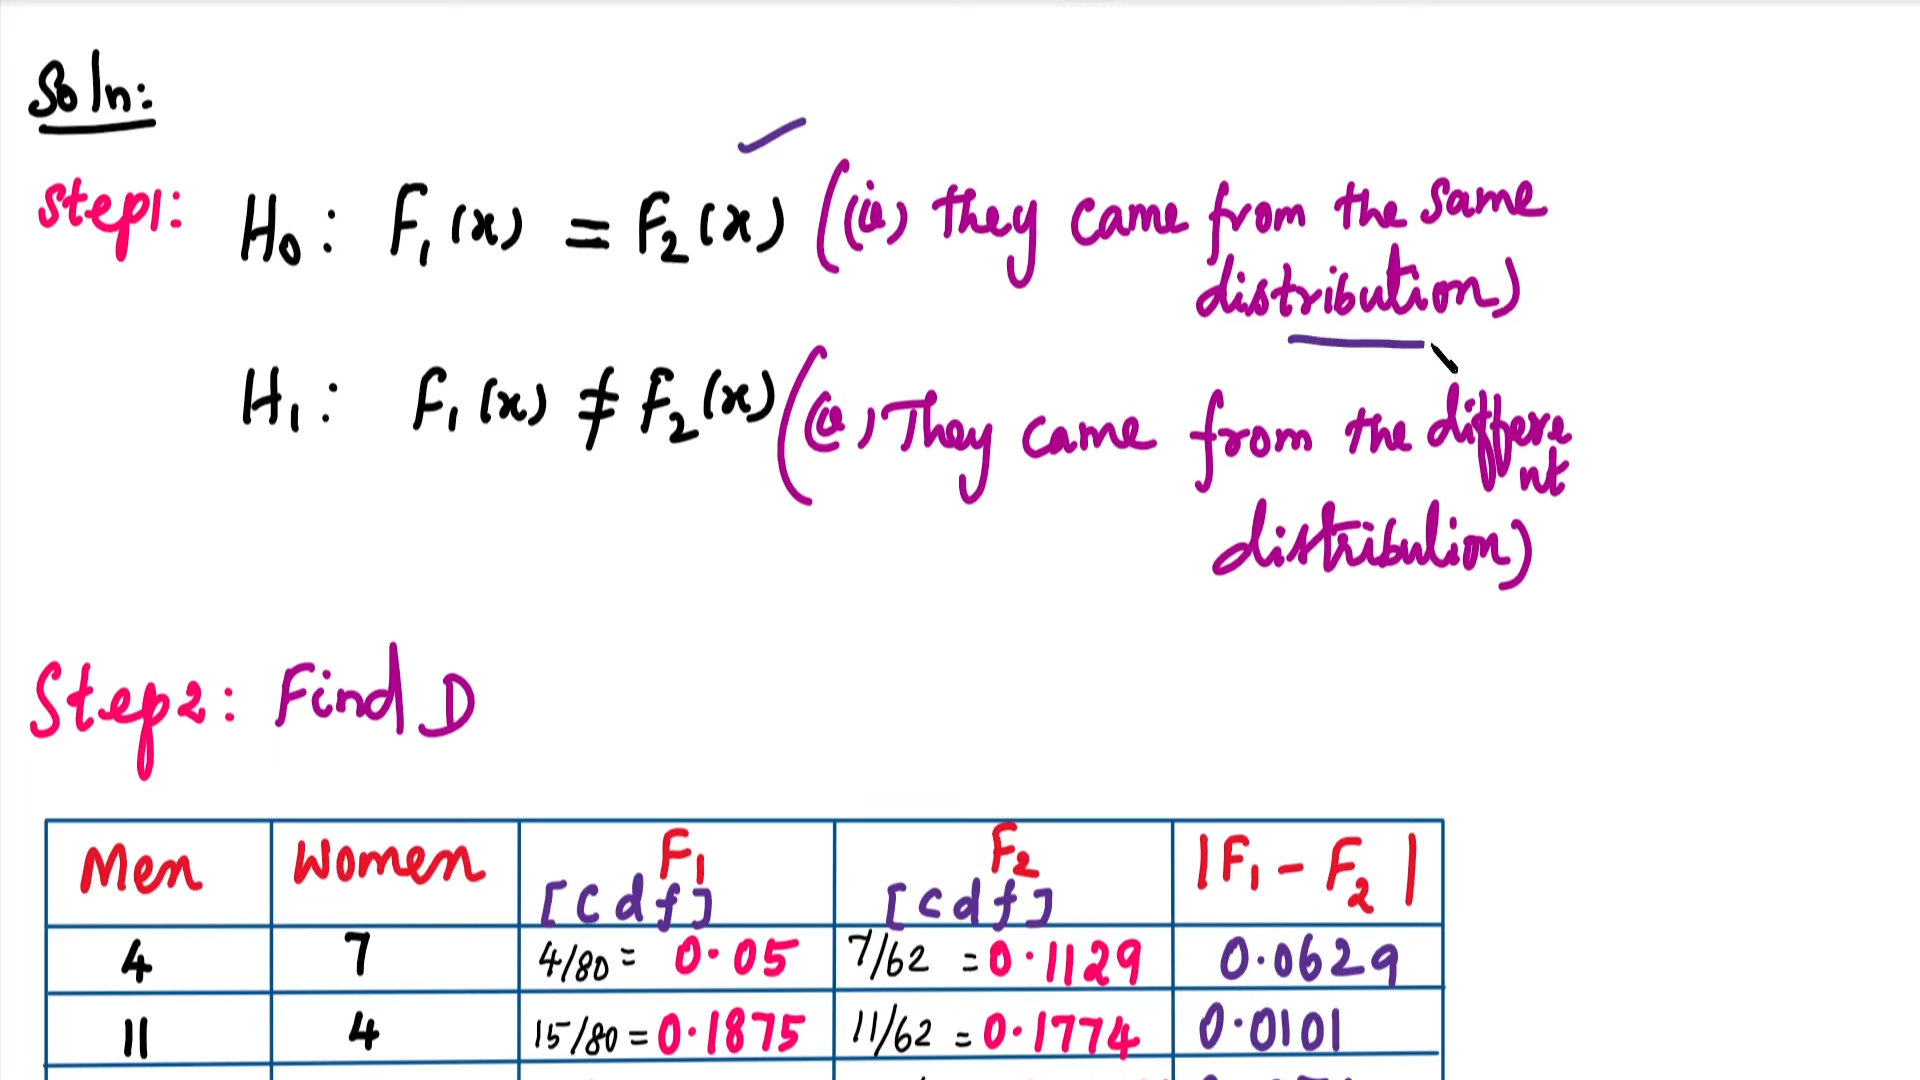 Soln:
Step1: H₀ : F₁(x) = F₂(x) ((ie) they came from the same
distribution)
H₁ : F₁(x) ≠ F₂(x) ((ie) They came from the differe
nt
distribution)
Step2: Find D
Men Women F₁ [cdf] F₂ [cdf] |F₁ - F₂|
4 7 4/80 = 0.05 7/62 = 0.1129 0.0629
11 4 15/80 = 0.1875 11/62 = 0.1774 0.0101